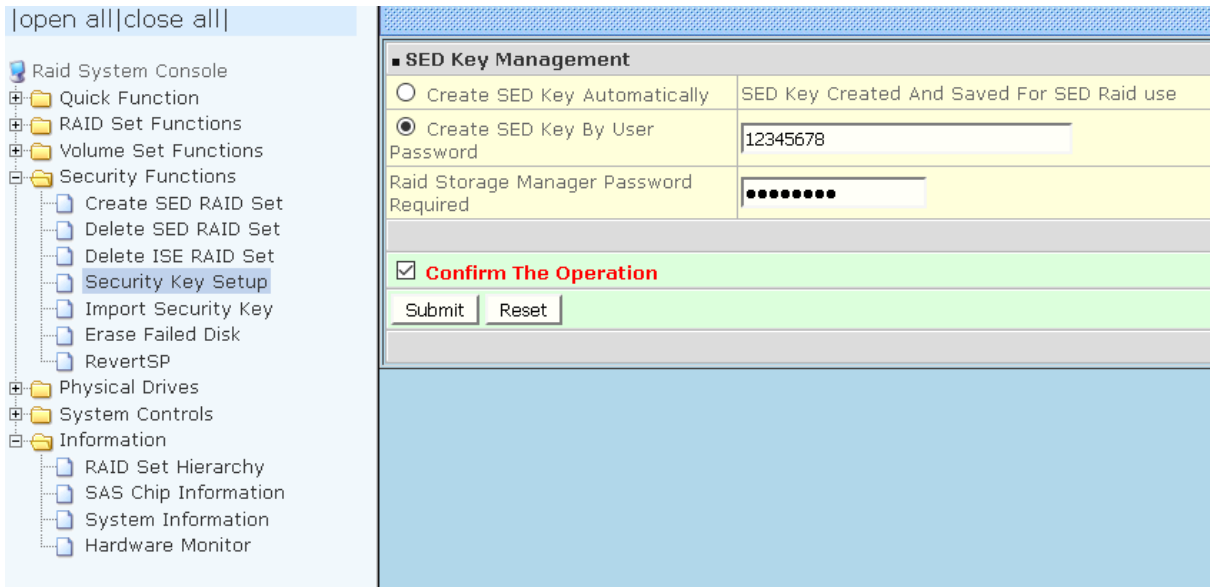 |open all|close all|
Raid System Console
Quick Function
RAID Set Functions
Volume Set Functions
Security Functions
Create SED RAID Set
Delete SED RAID Set
Delete ISE RAID Set
Security Key Setup
Import Security Key
Erase Failed Disk
RevertSP
Physical Drives
System Controls
Information
RAID Set Hierarchy
SAS Chip Information
System Information
Hardware Monitor
SED Key Management
Create SED Key Automatically
SED Key Created And Saved For SED Raid use
Create SED Key By User
Password
12345678
Raid Storage Manager Password
Required
●●●●●●●●
Confirm The Operation
Submit
Reset